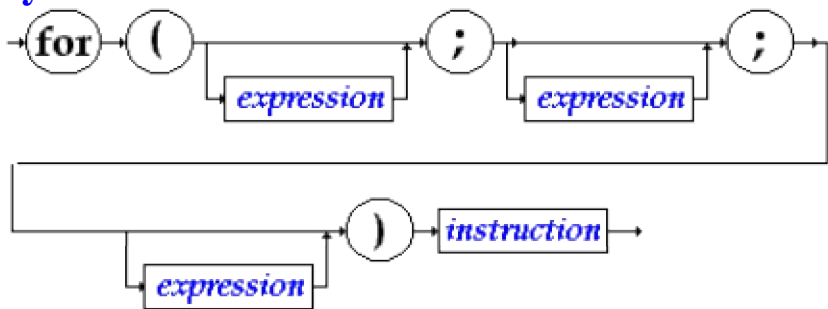 for ( ; ;
expression expression
) instruction
expression